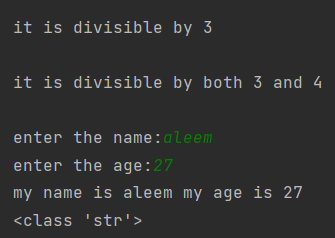 it is divisible by 3
it is divisible by both 3 and 4
enter the name:aleem
enter the age:27
my name is aleem my age is 27
<class 'str'>